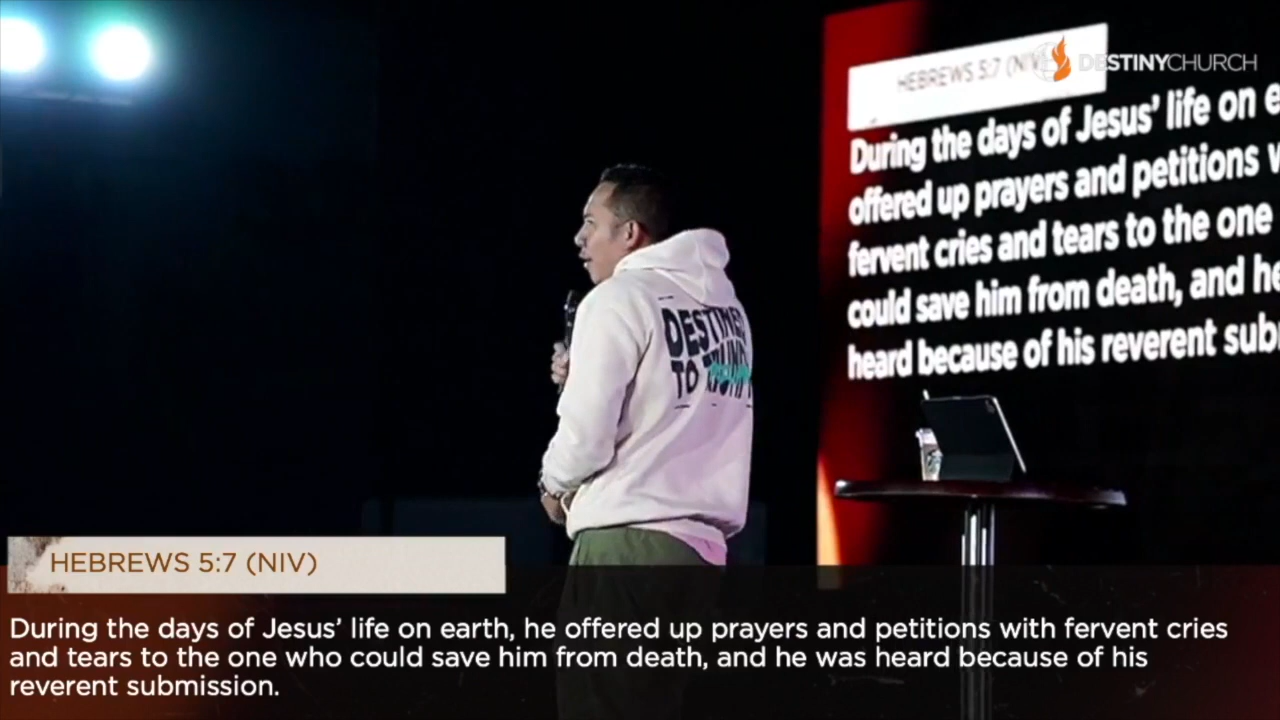 DESTINYCHURCH
HEBREWS 5:7 (NIV)
During the days of Jesus' life on e
offered up prayers and petitions w
fervent cries and tears to the one
could save him from death, and he
heard because of his reverent sub
DESTINED
TO
HEBREWS 5:7 (NIV)
During the days of Jesus' life on earth, he offered up prayers and petitions with fervent cries
and tears to the one who could save him from death, and he was heard because of his
reverent submission.